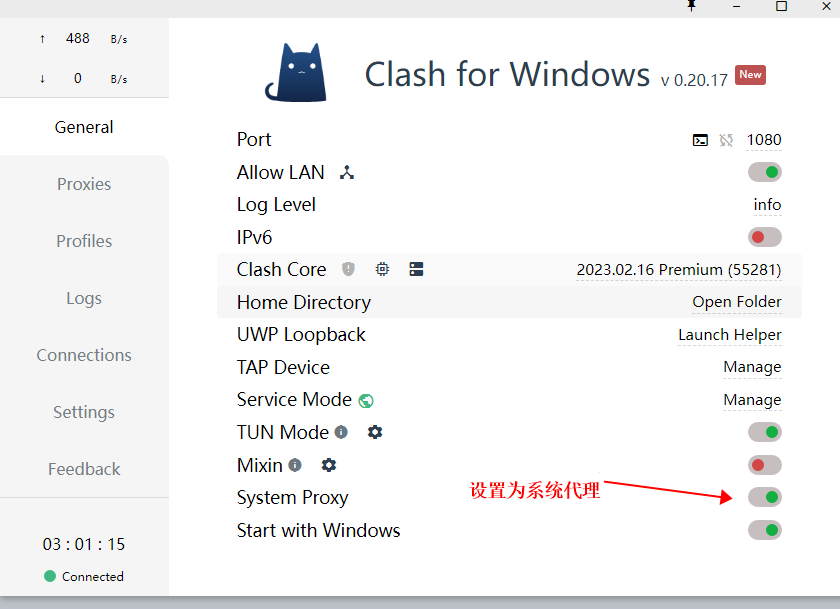 ↑ 488 B/s
↓ 0 B/s
General
Proxies
Profiles
Logs
Connections
Settings
Feedback
03 : 01 : 15
Connected
Clash for Windows v 0.20.17 New
Port 1080
Allow LAN
Log Level info
IPv6
Clash Core 2023.02.16 Premium (55281)
Home Directory Open Folder
UWP Loopback Launch Helper
TAP Device Manage
Service Mode Manage
TUN Mode
Mixin
System Proxy 设置为系统代理
Start with Windows